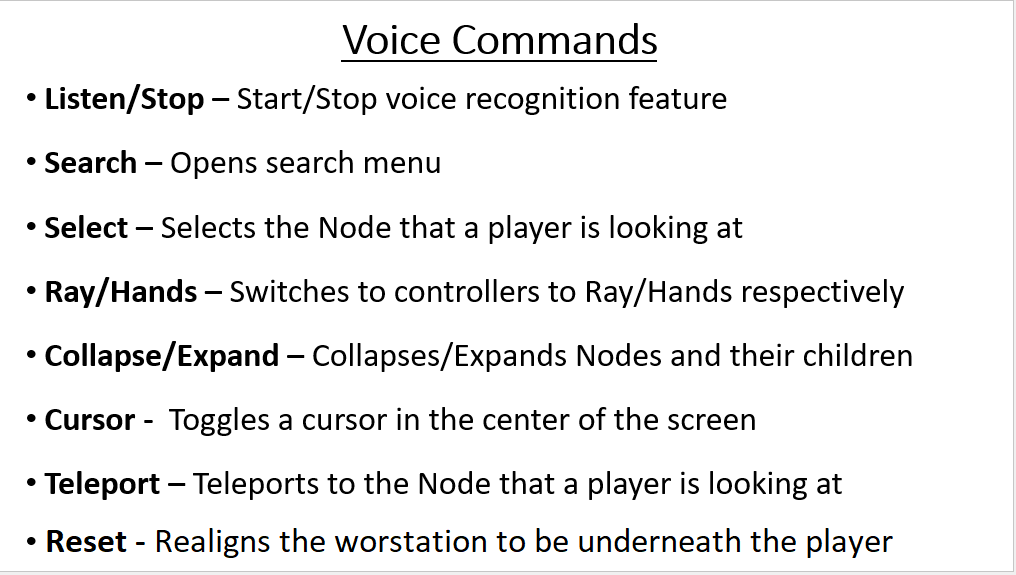 Voice Commands
• Listen/Stop – Start/Stop voice recognition feature
• Search – Opens search menu
• Select – Selects the Node that a player is looking at
• Ray/Hands – Switches to controllers to Ray/Hands respectively
• Collapse/Expand – Collapses/Expands Nodes and their children
• Cursor -  Toggles a cursor in the center of the screen
• Teleport – Teleports to the Node that a player is looking at
• Reset - Realigns the worstation to be underneath the player